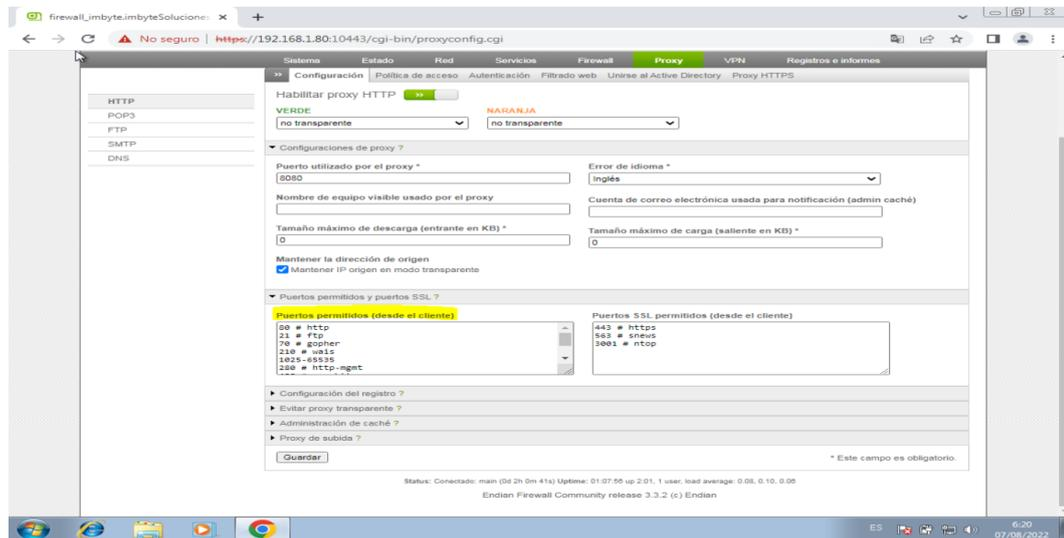 firewall_imbyte.imbyteSolucione:
No seguro | https://192.168.1.80:10443/cgi-bin/proxyconfig.cgi
Sistema Estado Red Servicios Firewall Proxy VPN Registros e informes
>> Configuración Política de acceso Autenticación Filtrado web Unirse al Active Directory Proxy HTTPS
HTTP
POP3
FTP
SMTP
DNS
Habilitar proxy HTTP >>
VERDE NARANJA
no transparente no transparente
Configuraciones de proxy ?
Puerto utilizado por el proxy * Error de idioma *
8080 Inglés
Nombre de equipo visible usado por el proxy Cuenta de correo electrónica usada para notificación (admin caché)
Tamaño máximo de descarga (entrante en KB) * Tamaño máximo de carga (saliente en KB) *
0 0
Mantener la dirección de origen
Mantener IP origen en modo transparente
Puertos permitidos y puertos SSL ?
Puertos permitidos (desde el cliente) Puertos SSL permitidos (desde el cliente)
80 # http 443 # https
21 # ftp 563 # snews
70 # gopher 3001 # ntop
210 # wais
1025-65535
280 # http-mgmt
Configuración del registro ?
Evitar proxy transparente ?
Administración de caché ?
Proxy de subida ?
Guardar * Este campo es obligatorio.
Status: Conectado: main (0d 2h 0m 41s) Uptime: 01:07:56 up 2:01, 1 user, load average: 0.08, 0.10, 0.06
Endian Firewall Community release 3.3.2 (c) Endian
ES 6:20
07/08/2022